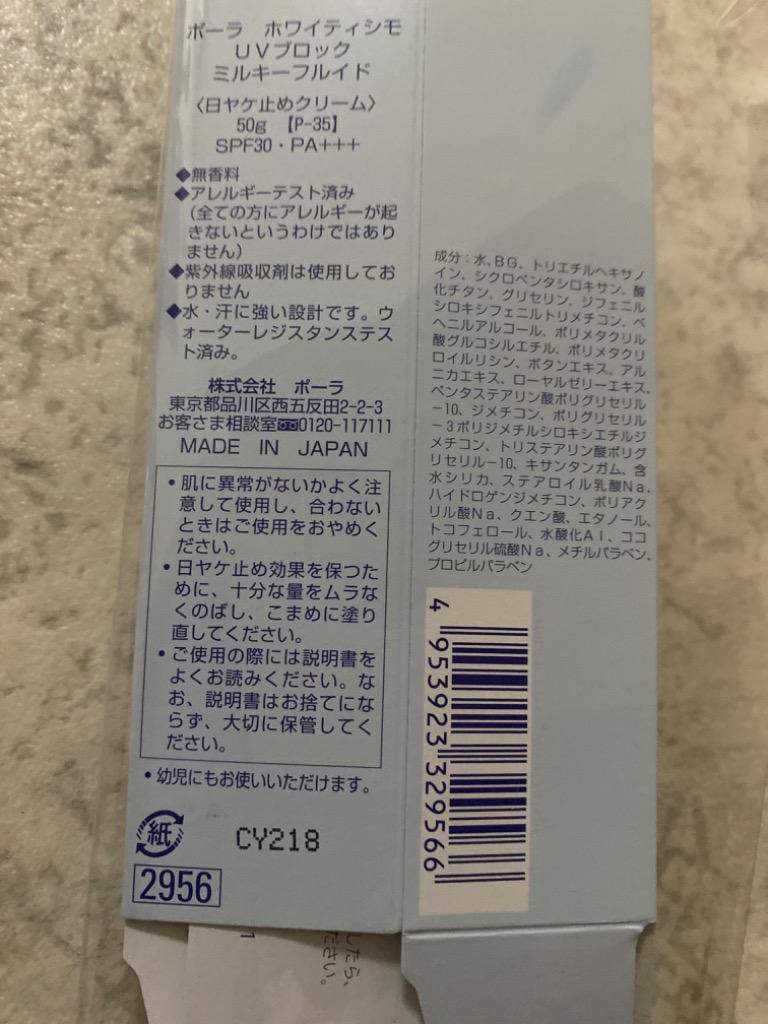 ポーラ ホワイティシモ
UVブロック
ミルキーフルイド
〈日ヤケ止めクリーム〉
50g 【P-35】
SPF30・PA+++
◆無香料
◆アレルギーテスト済み
(全ての方にアレルギーが起
きないというわけではあり
ません)
◆紫外線吸収剤は使用してお
りません
◆水・汗に強い設計です。ウ
ォーターレジスタンステス
ト済み。
株式会社 ポーラ
東京都品川区西五反田2-2-3
お客さま相談室 0120-117111
MADE IN JAPAN
•肌に異常がないかよく注
意して使用し、合わない
ときはご使用をおやめく
ださい。
•日ヤケ止め効果を保つた
めに、十分な量をムラな
くのばし、こまめに塗り
直してください。
•ご使用の際には説明書を
よくお読みください。な
お、説明書はお捨てにな
らず、大切に保管してく
ださい。
•幼児にもお使いいただけます。
紙
CY218
2956
成分:水、BG、トリエチルヘキサノ
イン、シクロペンタシロキサン、酸
化チタン、グリセリン、ジフェニル
シロキシフェニルトリメチコン、ベ
ヘニルアルコール、ポリメタクリル
酸グルコシルエチル、ポリメタクリ
ロイルリシン、ボタンエキス、アル
ニカエキス、ローヤルゼリーエキス、
ペンタステアリン酸ポリグリセリル
-10、ジメチコン、ポリグリセリル
-3ポリジメチルシロキシエチルジ
メチコン、トリステアリン酸ポリグ
リセリル-10、キサンタンガム、含
水シリカ、ステアロイル乳酸Na、
ハイドロゲンジメチコン、ポリアク
リル酸Na、クエン酸、エタノール、
トコフェロール、水酸化Al、ココ
グリセリル硫酸Na、メチルパラベン、
プロピルパラベン
4 953923 329566
したら、
ださい。
1